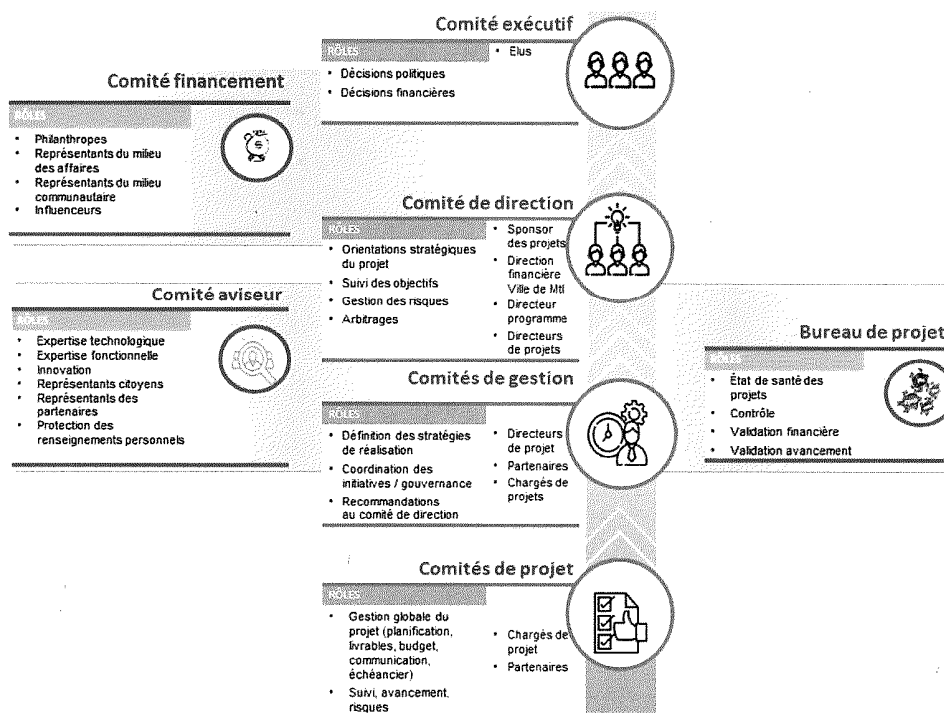 Comité exécutif
RÔLES
• Décisions politiques
• Décisions financières
• Elus
Comité financement
RÔLES
• Philanthropes
• Représentants du milieu
des affaires
• Représentants du milieu
communautaire
• Influenceurs
Comité de direction
RÔLES
• Orientations stratégiques
du projet
• Suivi des objectifs
• Gestion des risques
• Arbitrages
• Sponsor
des projets
• Direction
financière
Ville de Mtl
• Directeur
programme
• Directeurs
de projets
Comité aviseur
RÔLES
• Expertise technologique
• Expertise fonctionnelle
• Innovation
• Représentants citoyens
• Représentants des
partenaires
• Protection des
renseignements personnels
Bureau de projet
RÔLES
• État de santé des
projets
• Contrôle
• Validation financière
• Validation avancement
Comités de gestion
RÔLES
• Définition des stratégies
de réalisation
• Coordination des
initiatives / gouvernance
• Recommandations
au comité de direction
• Directeurs
de projet
• Partenaires
• Chargés de
projets
Comités de projet
RÔLES
• Gestion globale du
projet (planification,
livrables, budget,
communication,
échéancier)
• Suivi, avancement,
risques
• Chargés de
projet
• Partenaires